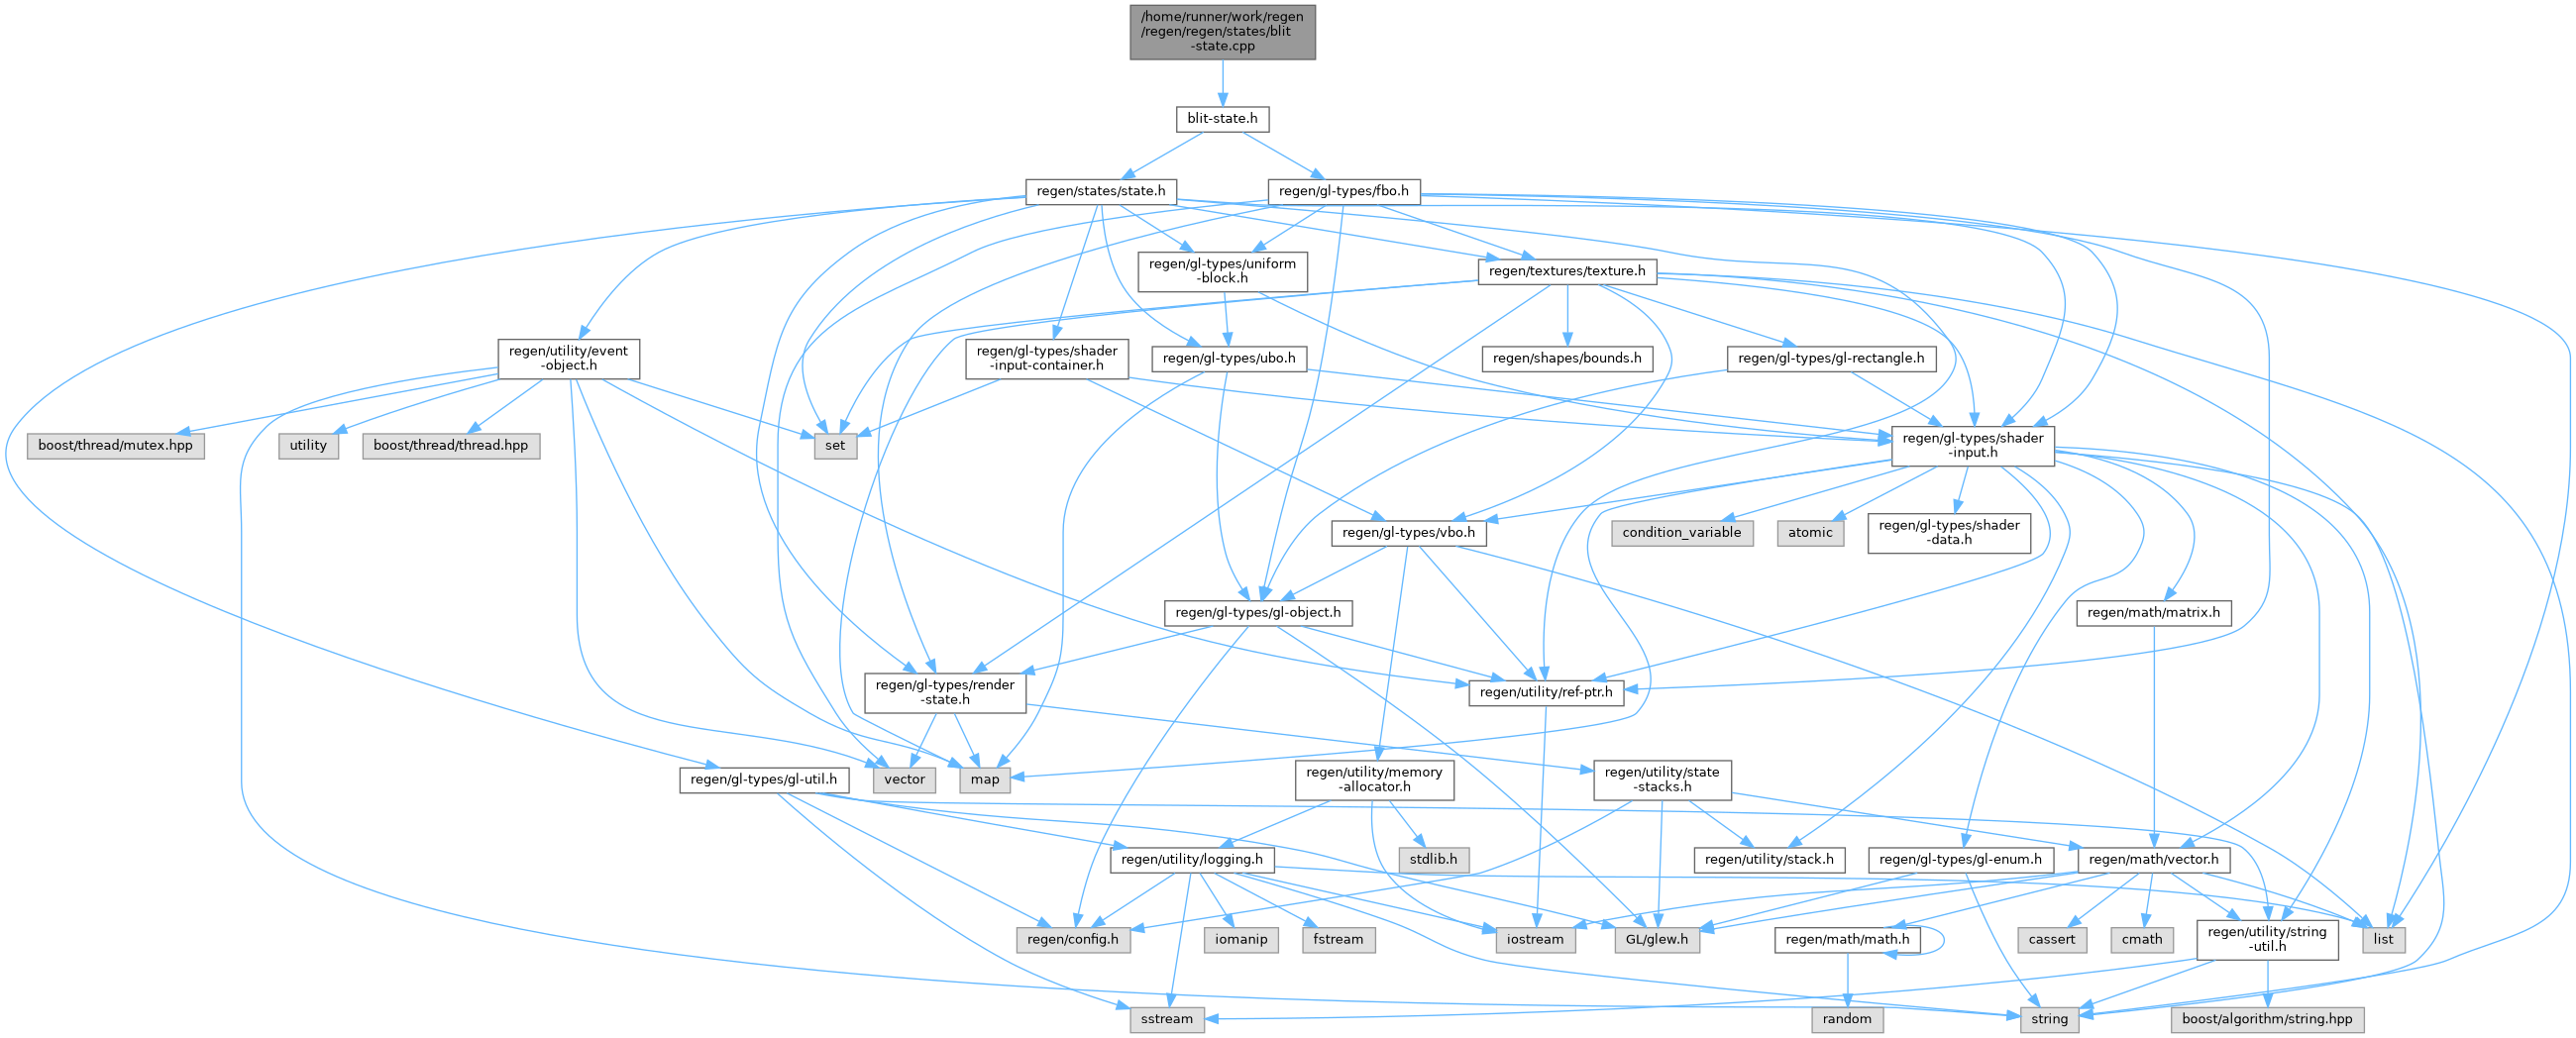 /home/runner/work/regen
/regen/regen/states/blit
-state.cpp
blit-state.h
regen/states/state.h
regen/gl-types/fbo.h
regen/gl-types/uniform
-block.h
regen/textures/texture.h
regen/utility/event
-object.h
regen/gl-types/shader
-input-container.h
regen/gl-types/ubo.h
regen/shapes/bounds.h
regen/gl-types/gl-rectangle.h
boost/thread/mutex.hpp
utility
boost/thread/thread.hpp
set
regen/gl-types/shader
-input.h
regen/gl-types/vbo.h
condition_variable
atomic
regen/gl-types/shader
-data.h
regen/gl-types/gl-object.h
regen/math/matrix.h
regen/gl-types/render
-state.h
regen/utility/ref-ptr.h
regen/gl-types/gl-util.h
vector
map
regen/utility/memory
-allocator.h
regen/utility/state
-stacks.h
regen/utility/logging.h
stdlib.h
regen/utility/stack.h
regen/gl-types/gl-enum.h
regen/math/vector.h
regen/config.h
iomanip
fstream
iostream
GL/glew.h
regen/math/math.h
cassert
cmath
regen/utility/string
-util.h
list
sstream
random
string
boost/algorithm/string.hpp